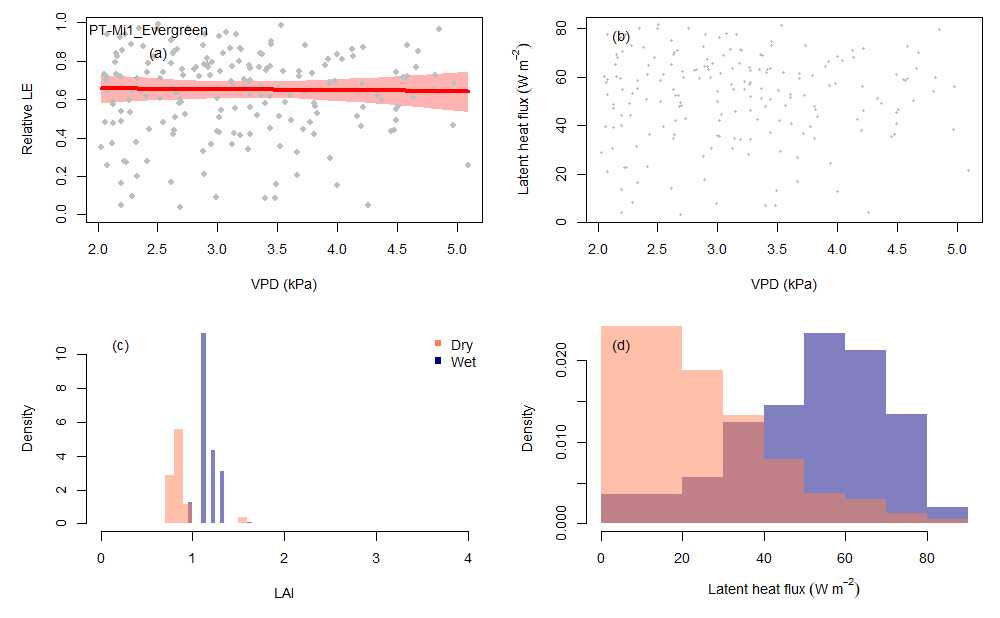 PT-Mi1_Evergreen
(a)
Relative LE
0.0 0.2 0.4 0.6 0.8 1.0
2.0 2.5 3.0 3.5 4.0 4.5 5.0
VPD (kPa)
(b)
Latent heat flux (W m−2)
0 20 40 60 80
2.0 2.5 3.0 3.5 4.0 4.5 5.0
VPD (kPa)
(c)
Dry
Wet
Density
0 2 4 6 8 10
0 1 2 3 4
LAI
(d)
Density
0.000 0.010 0.020
0 20 40 60 80
Latent heat flux (W m−2)